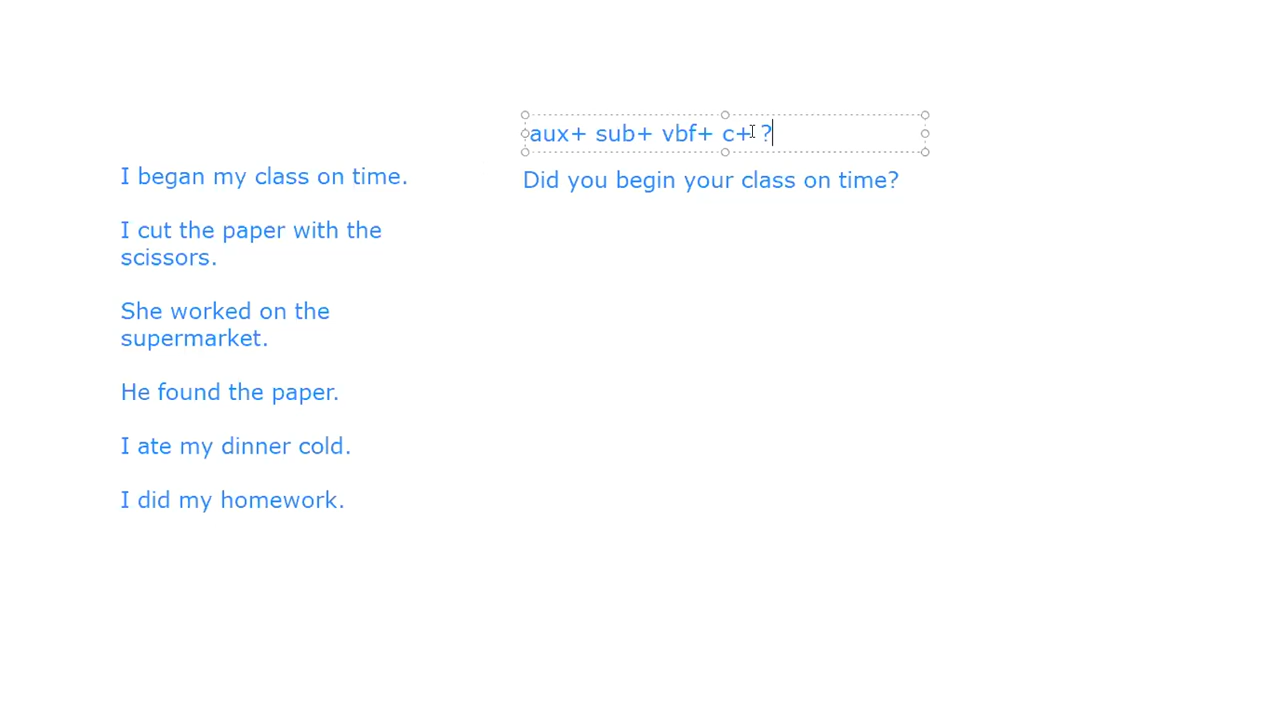 aux+ sub+ vbf+ c+ ?
I began my class on time.
Did you begin your class on time?
I cut the paper with the
scissors.
She worked on the
supermarket.
He found the paper.
I ate my dinner cold.
I did my homework.